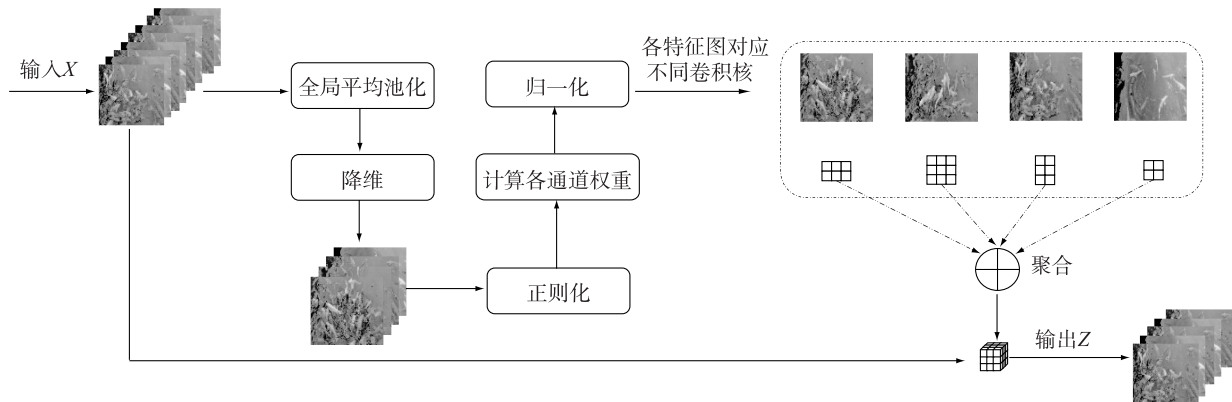 输入X
全局平均池化
降维
正则化
计算各通道权重
归一化
各特征图对应
不同卷积核
聚合
输出Z